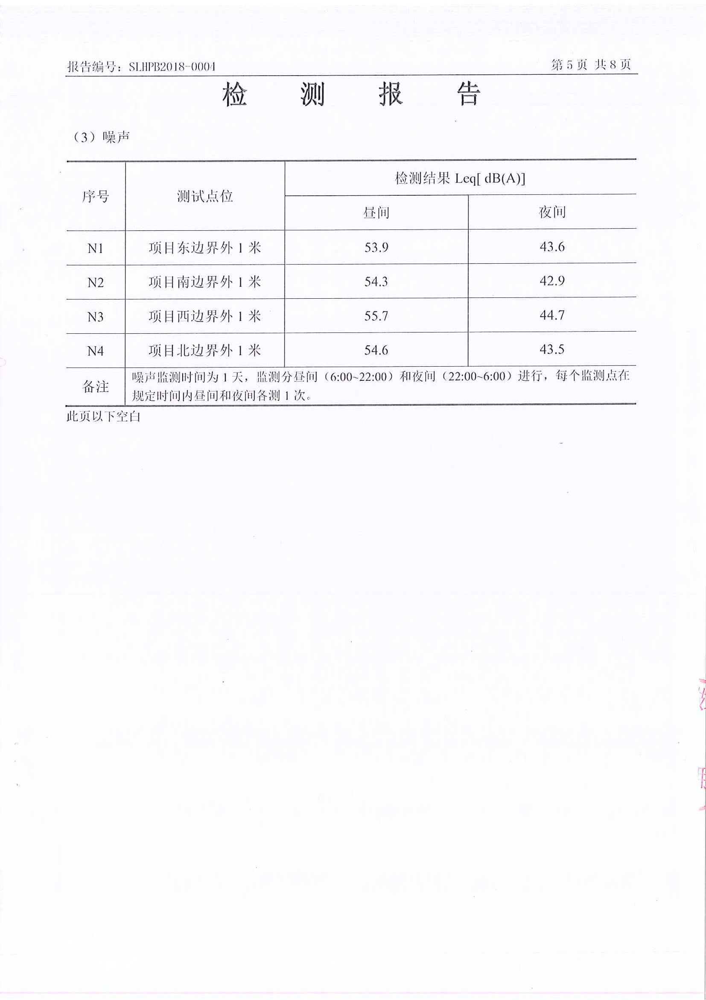 报告编号：SLHPB2018-0004
第 5 页 共 8 页
检 测 报 告
（3）噪声
序号 测试点位 检测结果 Leq[ dB(A)]
昼间 夜间
N1 项目东边界外 1 米 53.9 43.6
N2 项目南边界外 1 米 54.3 42.9
N3 项目西边界外 1 米 55.7 44.7
N4 项目北边界外 1 米 54.6 43.5
备注 噪声监测时间为 1 天，监测分昼间（6:00~22:00）和夜间（22:00~6:00）进行，每个监测点在
规定时间内昼间和夜间各测 1 次。
此页以下空白